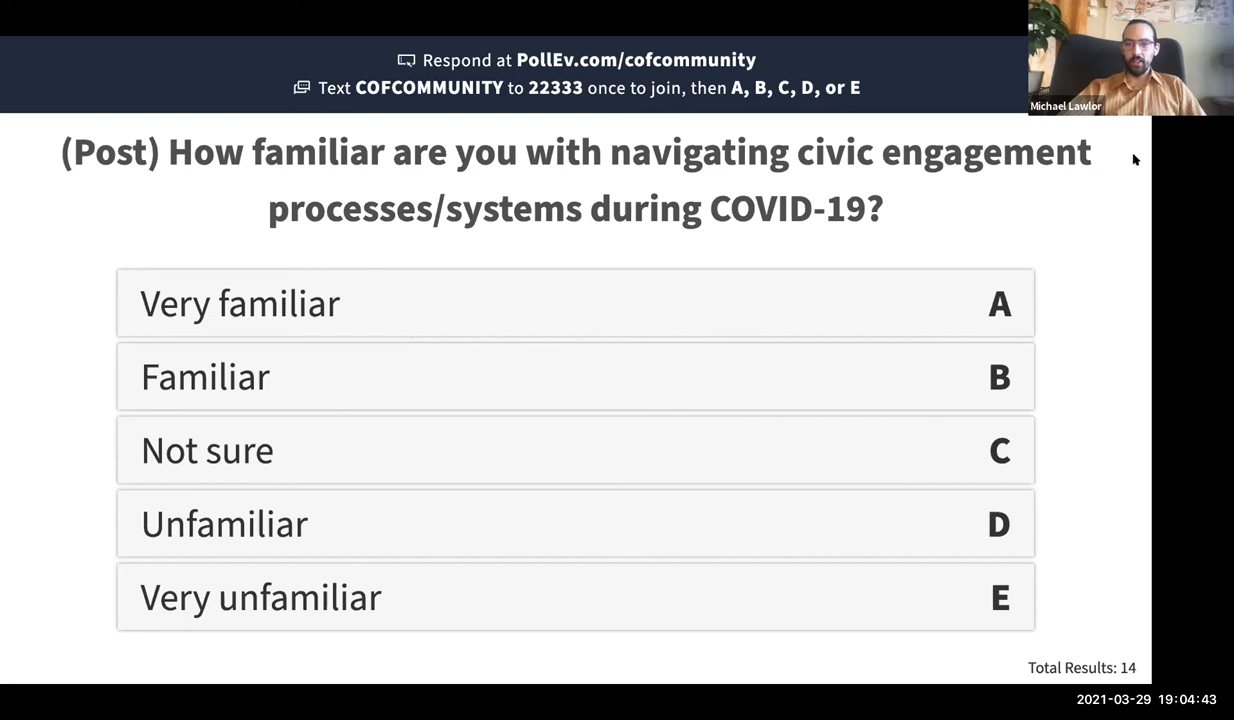 Respond at PollEv.com/cofcommunity
Text COFCOMMUNITY to 22333 once to join, then A, B, C, D, or E
Michael Lawlor
(Post) How familiar are you with navigating civic engagement
processes/systems during COVID-19?
Very familiar A
Familiar B
Not sure C
Unfamiliar D
Very unfamiliar E
Total Results: 14
2021-03-29 19:04:43